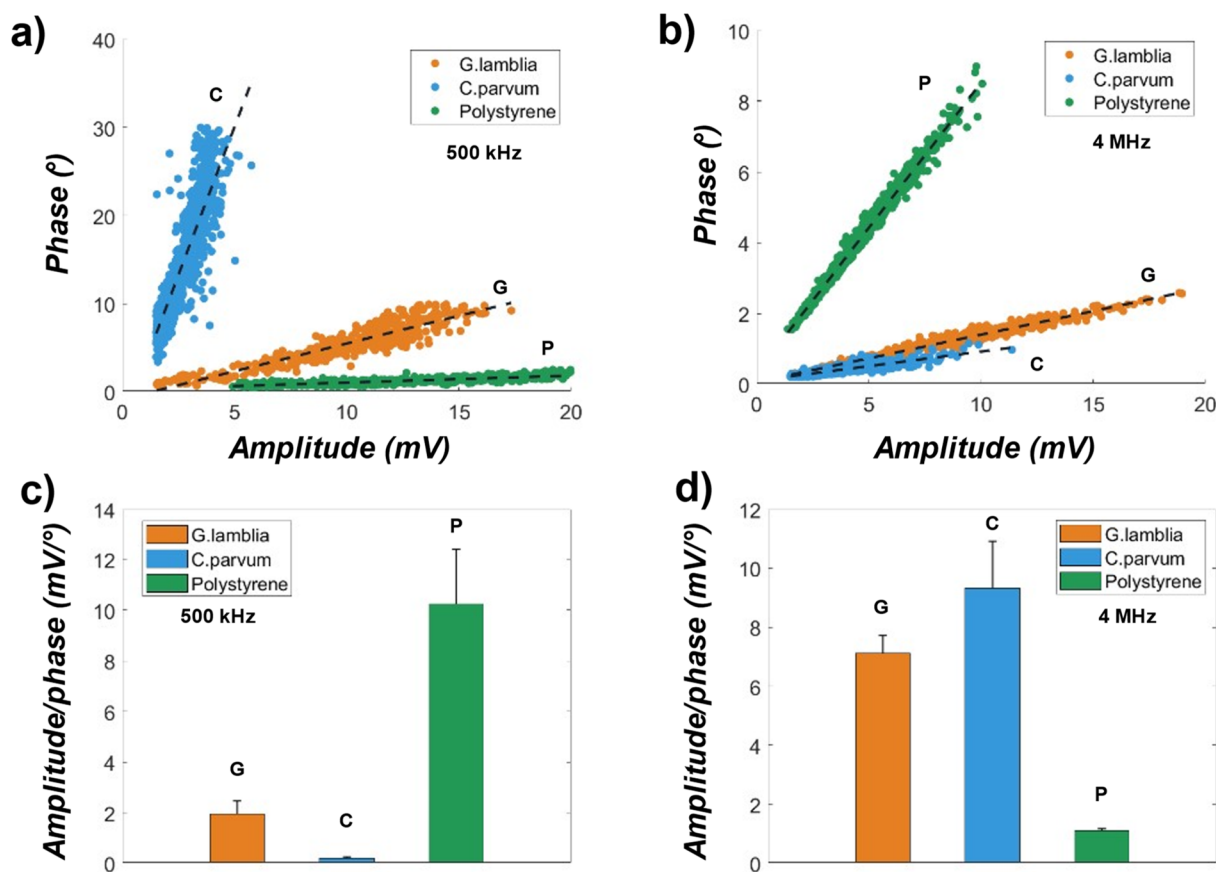 a)
40
30
20
10
0
0
5
10
15
20
Phase (º)
Amplitude (mV)
G.lamblia
C.parvum
Polystyrene
500 kHz
C
G
P
b)
10
8
6
4
2
0
0
5
10
15
20
Phase (º)
Amplitude (mV)
G.lamblia
C.parvum
Polystyrene
4 MHz
P
G
C
c)
14
12
10
8
6
4
2
0
Amplitude/phase (mV/°)
G.lamblia
C.parvum
Polystyrene
500 kHz
G
C
P
d)
12
10
8
6
4
2
0
Amplitude/phase (mV/°)
G.lamblia
C.parvum
Polystyrene
4 MHz
G
C
P